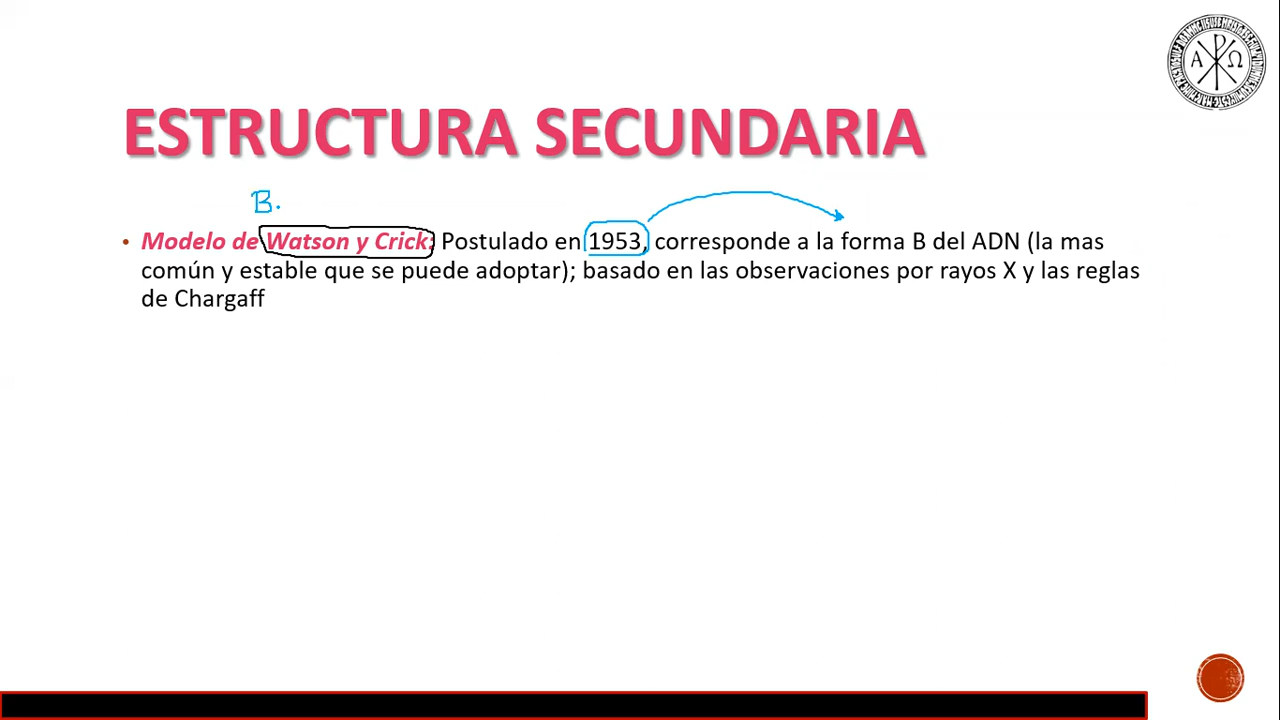 ESTRUCTURA SECUNDARIA
B.
• Modelo de Watson y Crick: Postulado en 1953, corresponde a la forma B del ADN (la mas
común y estable que se puede adoptar); basado en las observaciones por rayos X y las reglas
de Chargaff
A Ω